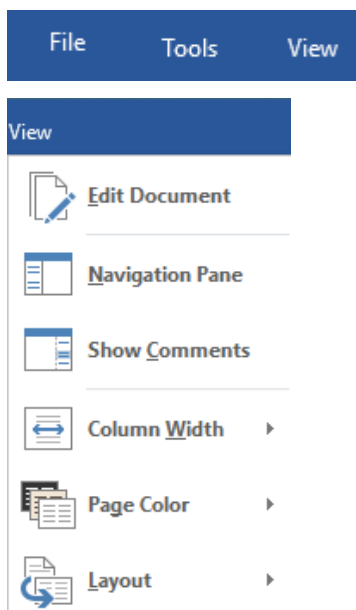 File Tools View
View
Edit Document
Navigation Pane
Show Comments
Column Width
Page Color
Layout